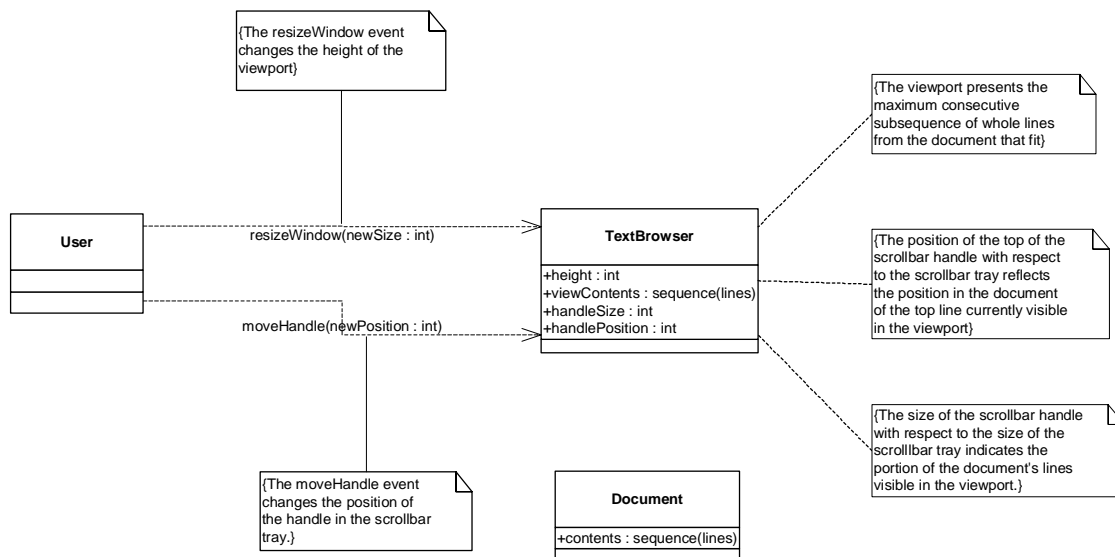 {The resizeWindow event
changes the height of the
viewport}
{The viewport presents the
maximum consecutive
subsequence of whole lines
from the document that fit}
User
resizeWindow(newSize : int)
moveHandle(newPosition : int)
TextBrowser
+height : int
+viewContents : sequence(lines)
+handleSize : int
+handlePosition : int
{The position of the top of the
scrollbar handle with respect
to the scrollbar tray reflects
the position in the document
of the top line currently visible
in the viewport}
{The size of the scrollbar handle
with respect to the size of the
scrolllbar tray indicates the
portion of the document's lines
visible in the viewport.}
{The moveHandle event
changes the position of
the handle in the scrollbar
tray.}
Document
+contents : sequence(lines)